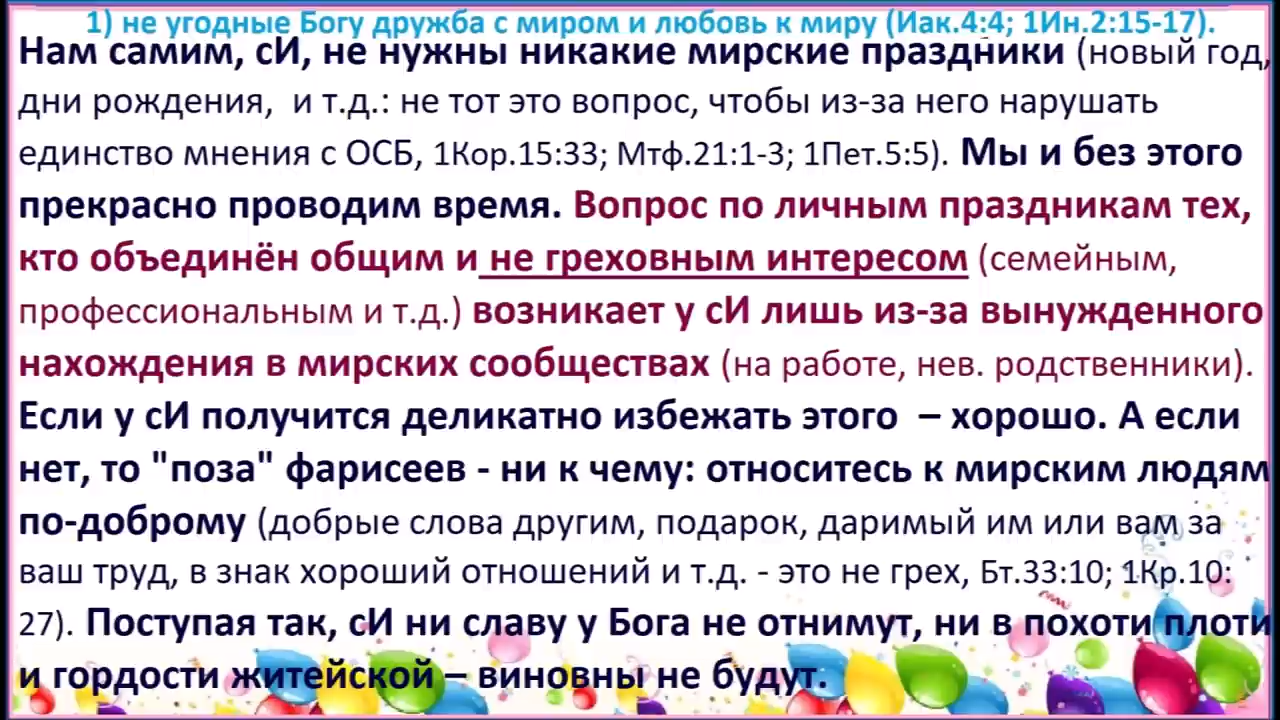 1) не угодные Богу дружба с миром и любовь к миру (Иак.4:4; 1Ин.2:15-17).
Нам самим, сИ, не нужны никакие мирские праздники (новый год,
дни рождения, и т.д.: не тот это вопрос, чтобы из-за него нарушать
единство мнения с ОСБ, 1Кор.15:33; Мтф.21:1-3; 1Пет.5:5). Мы и без этого
прекрасно проводим время. Вопрос по личным праздникам тех,
кто объединён общим и не греховным интересом (семейным,
профессиональным и т.д.) возникает у сИ лишь из-за вынужденного
нахождения в мирских сообществах (на работе, нев. родственники).
Если у сИ получится деликатно избежать этого – хорошо. А если
нет, то "поза" фарисеев - ни к чему: относитесь к мирским людям
по-доброму (добрые слова другим, подарок, даримый им или вам за
ваш труд, в знак хороший отношений и т.д. - это не грех, Бт.33:10; 1Кр.10:
27). Поступая так, сИ ни славу у Бога не отнимут, ни в похоти плоти
и гордости житейской – виновны не будут.